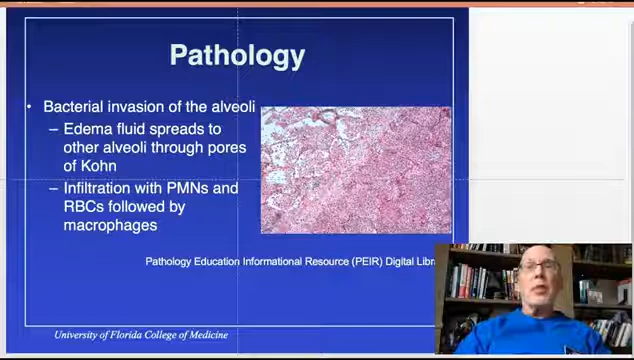 Pathology
• Bacterial invasion of the alveoli
– Edema fluid spreads to
other alveoli through pores
of Kohn
– Infiltration with PMNs and
RBCs followed by
macrophages
Pathology Education Informational Resource (PEIR) Digital
University of Florida College of Medicine